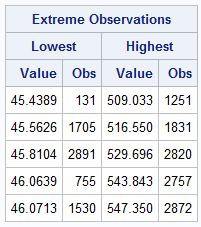 Extreme Observations
Lowest Highest
Value Obs Value Obs
45.4389 131 509.033 1251
45.5626 1705 516.550 1831
45.8104 2891 529.696 2820
46.0639 755 543.843 2757
46.0713 1530 547.350 2872